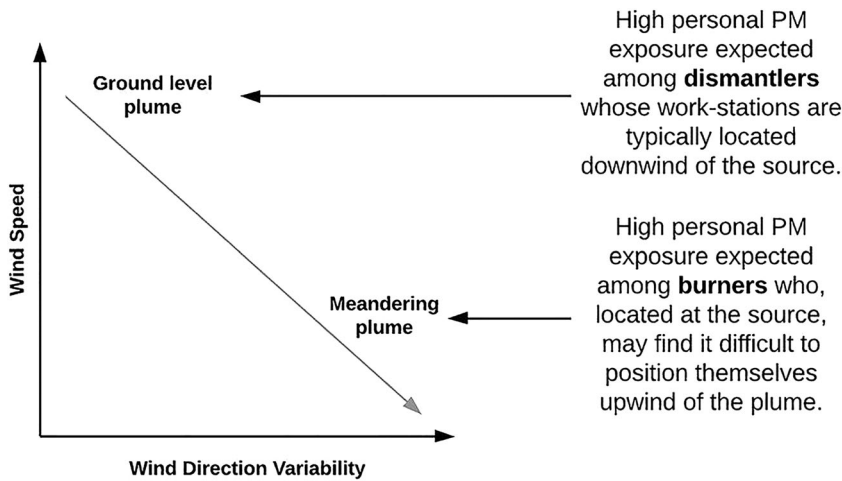 Ground level
plume
High personal PM
exposure expected
among dismantlers
whose work-stations are
typically located
downwind of the source.
Wind Speed
Meandering
plume
High personal PM
exposure expected
among burners who,
located at the source,
may find it difficult to
position themselves
upwind of the plume.
Wind Direction Variability